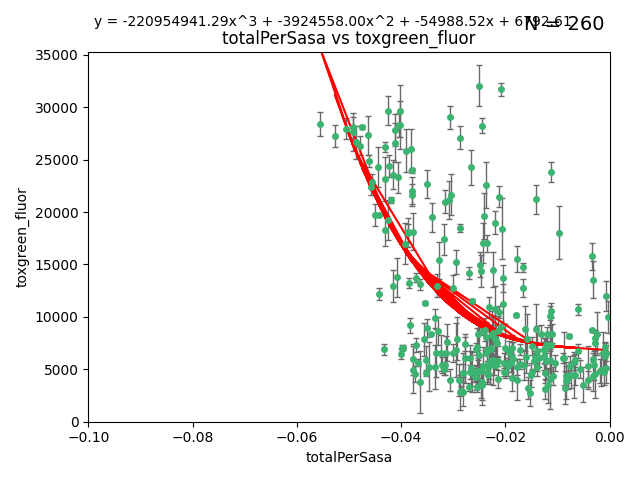 y = -220954941.29x^3 + -3924558.00x^2 + -54988.52x + 6792.61
N = 260
totalPerSasa vs toxgreen_fluor
35000
30000
25000
20000
15000
10000
5000
0
toxgreen_fluor
−0.10 −0.08 −0.06 −0.04 −0.02 0.00
totalPerSasa